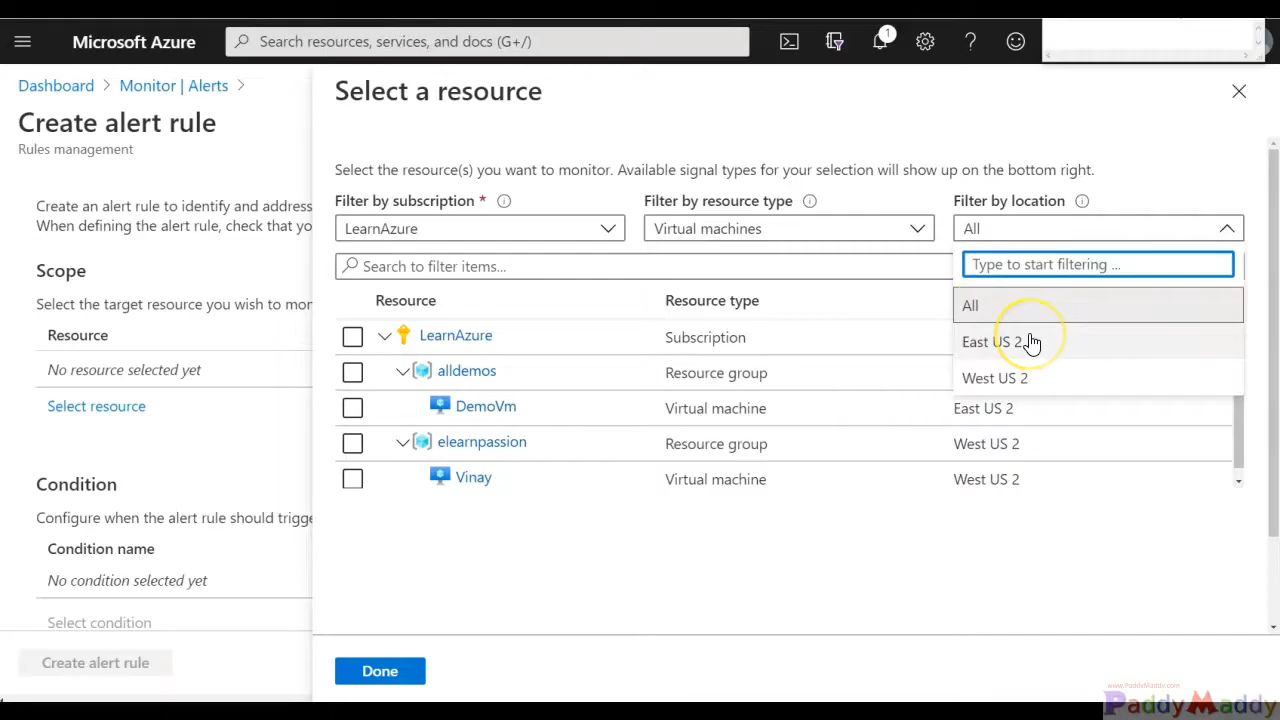 Microsoft Azure
Search resources, services, and docs (G+/)
1
Dashboard > Monitor | Alerts >
Create alert rule
Rules management
Create an alert rule to identify and address
When defining the alert rule, check that you
Scope
Select the target resource you wish to mon
Resource
No resource selected yet
Select resource
Condition
Configure when the alert rule should trigge
Condition name
No condition selected yet
Select condition
Create alert rule
Select a resource
Select the resource(s) you want to monitor. Available signal types for your selection will show up on the bottom right.
Filter by subscription *
Filter by resource type
Filter by location
LearnAzure
Virtual machines
All
Search to filter items...
Type to start filtering ...
All
East US 2
West US 2
Resource
Resource type
LearnAzure
Subscription
alldemos
Resource group
DemoVm
Virtual machine
East US 2
elearnpassion
Resource group
West US 2
Vinay
Virtual machine
West US 2
Done
www.PaddyMaddy.com
PaddyMaddy